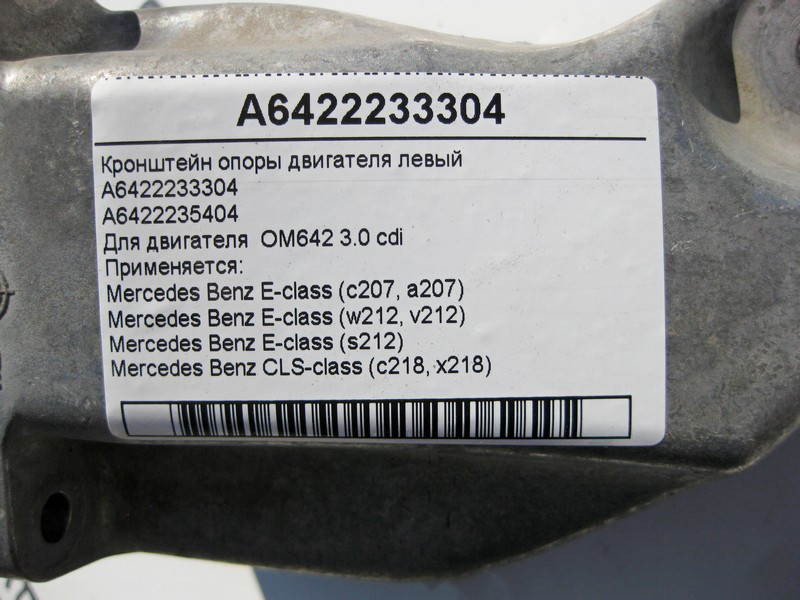 A6422233304
Кронштейн опоры двигателя левый
A6422233304
A6422235404
Для двигателя OM642 3.0 cdi
Применяется:
Mercedes Benz E-class (c207, a207)
Mercedes Benz E-class (w212, v212)
Mercedes Benz E-class (s212)
Mercedes Benz CLS-class (c218, x218)